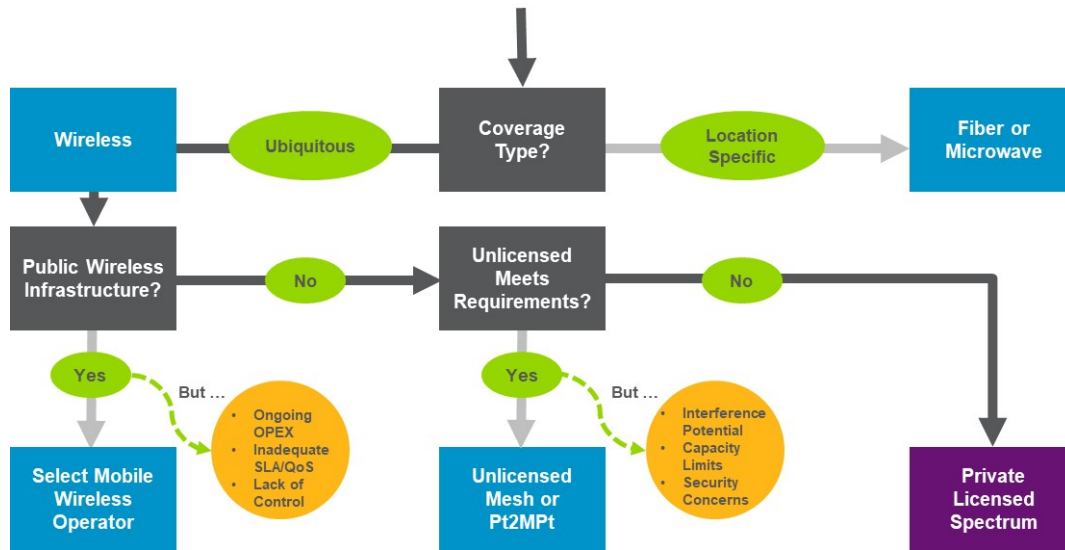 Wireless
Ubiquitous
Coverage
Type?
Location
Specific
Fiber or
Microwave
Public Wireless
Infrastructure?
No
Unlicensed
Meets
Requirements?
No
Yes
But ...
• Ongoing
OPEX
• Inadequate
SLA/QoS
• Lack of
Control
Yes
But ...
• Interference
Potential
• Capacity
Limits
• Security
Concerns
Select Mobile
Wireless
Operator
Unlicensed
Mesh or
Pt2MPt
Private
Licensed
Spectrum